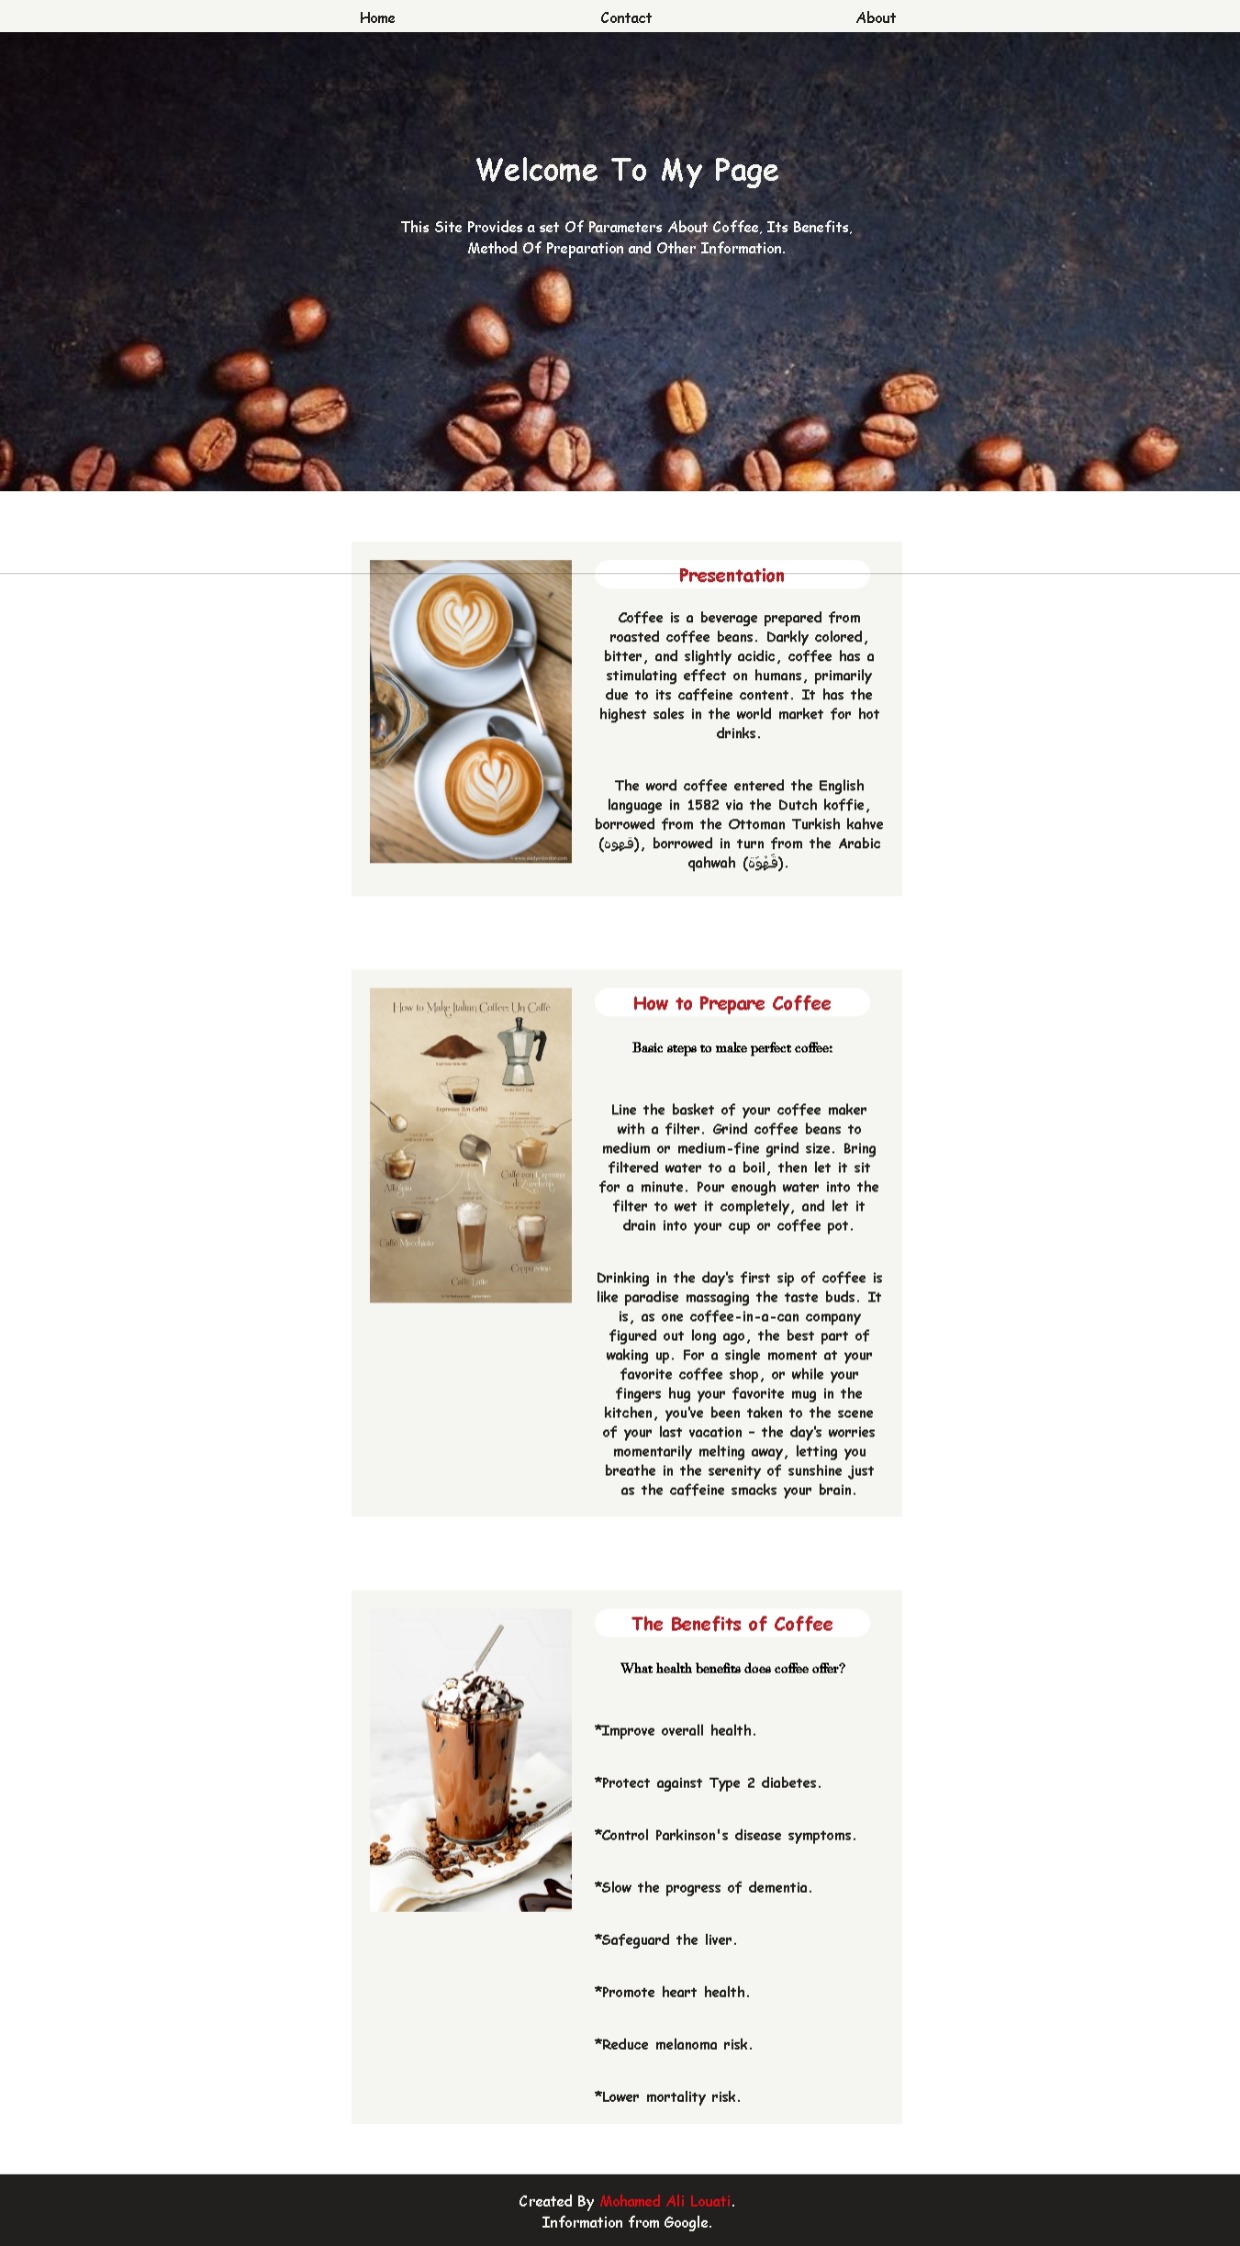 Home Contact About
Welcome To My Page
This Site Provides a set Of Parameters About Coffee, Its Benefits,
Method Of Preparation and Other Information.
Presentation
Coffee is a beverage prepared from
roasted coffee beans. Darkly colored,
bitter, and slightly acidic, coffee has a
stimulating effect on humans, primarily
due to its caffeine content. It has the
highest sales in the world market for hot
drinks.
The word coffee entered the English
language in 1582 via the Dutch koffie,
borrowed from the Ottoman Turkish kahve
(قهوه), borrowed in turn from the Arabic
qahwah (قَهْوَة).
How to Make Italian Coffee: Un Caffè
Espresso (Un Caffè)
Caffè Macchiato
Caffè Latte
Cappuccino
How to Prepare Coffee
Basic steps to make perfect coffee:
Line the basket of your coffee maker
with a filter. Grind coffee beans to
medium or medium-fine grind size. Bring
filtered water to a boil, then let it sit
for a minute. Pour enough water into the
filter to wet it completely, and let it
drain into your cup or coffee pot.
Drinking in the day's first sip of coffee is
like paradise massaging the taste buds. It
is, as one coffee-in-a-can company
figured out long ago, the best part of
waking up. For a single moment at your
favorite coffee shop, or while your
fingers hug your favorite mug in the
kitchen, you've been taken to the scene
of your last vacation – the day's worries
momentarily melting away, letting you
breathe in the serenity of sunshine just
as the caffeine smacks your brain.
The Benefits of Coffee
What health benefits does coffee offer?
*Improve overall health.
*Protect against Type 2 diabetes.
*Control Parkinson's disease symptoms.
*Slow the progress of dementia.
*Safeguard the liver.
*Promote heart health.
*Reduce melanoma risk.
*Lower mortality risk.
Created By Mohamed Ali Louati.
Information from Google.